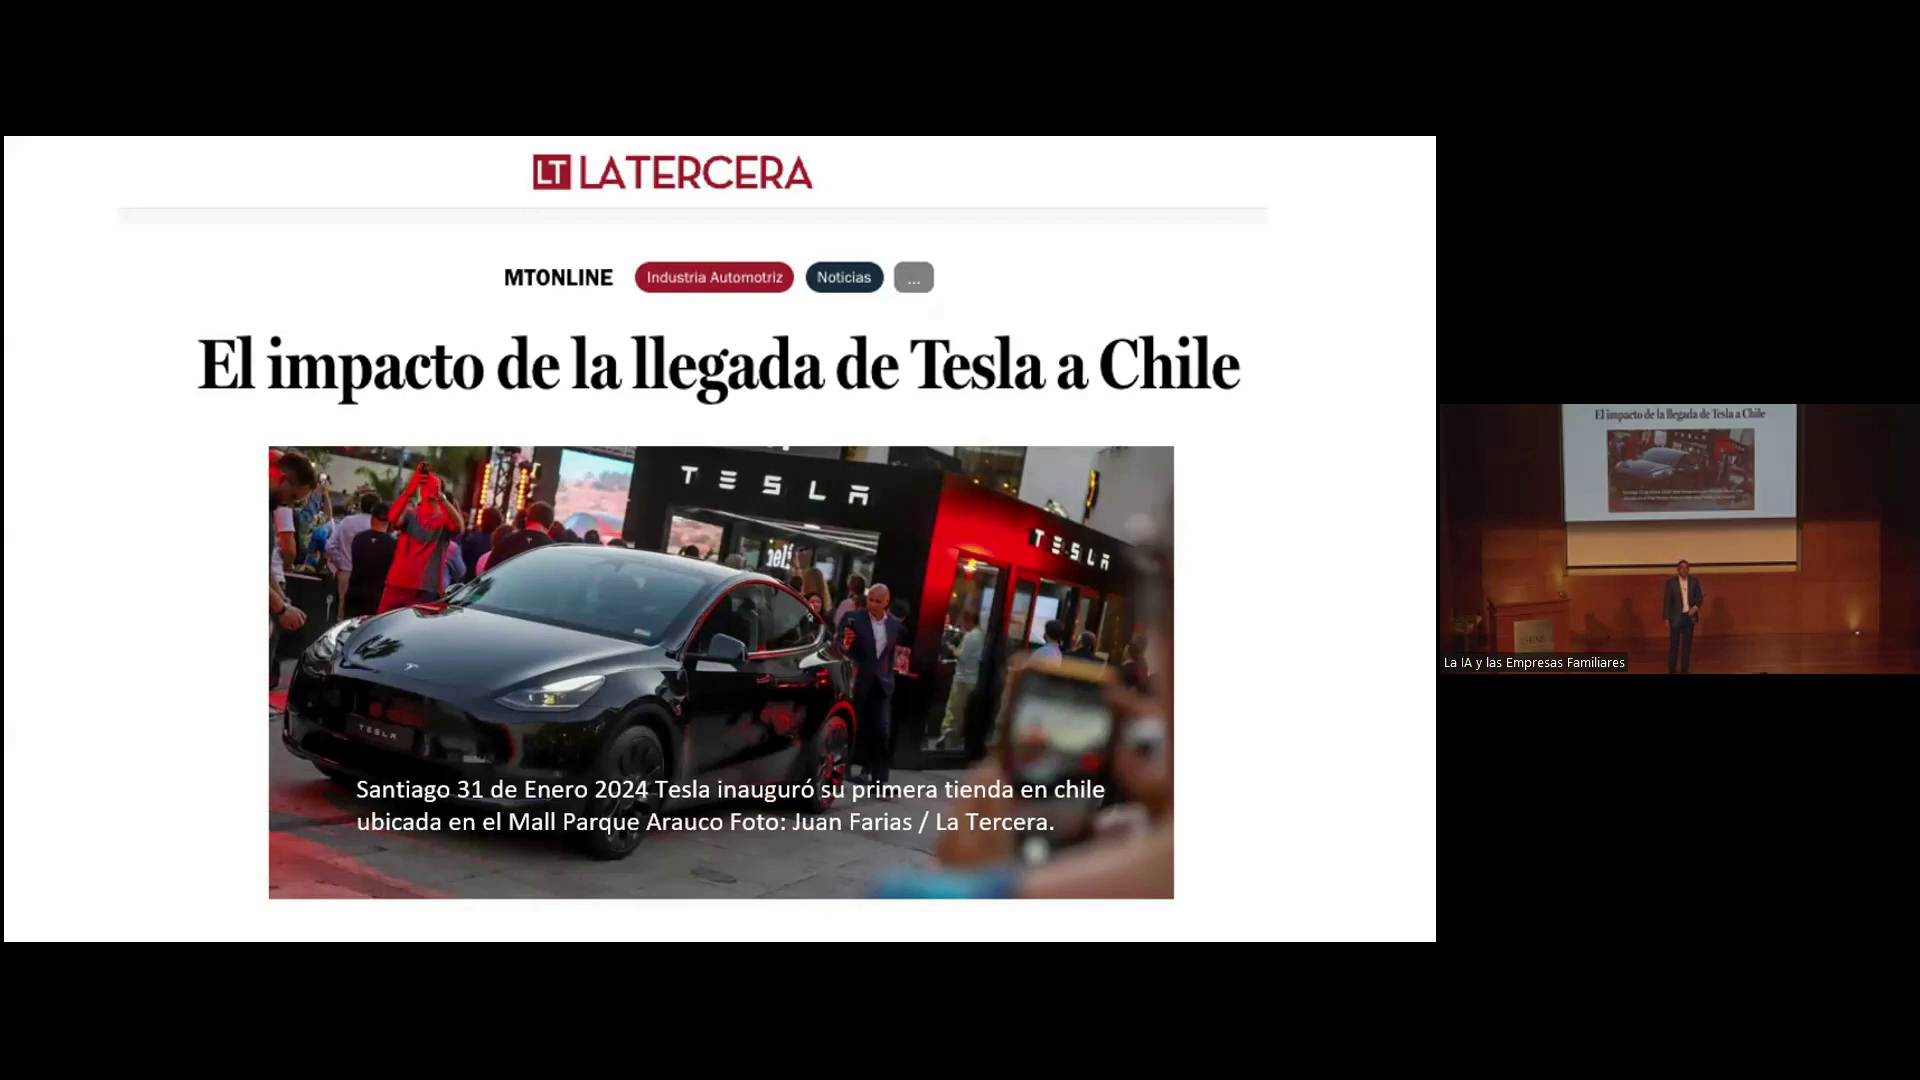 LT LATERCERA
MTONLINE Industria Automotriz Noticias ...
El impacto de la llegada de Tesla a Chile
TESLA
TESLA
TESLA
Santiago 31 de Enero 2024 Tesla inauguró su primera tienda en chile
ubicada en el Mall Parque Arauco Foto: Juan Farias / La Tercera.
El impacto de la llegada de Tesla a Chile
La IA y las Empresas Familiares